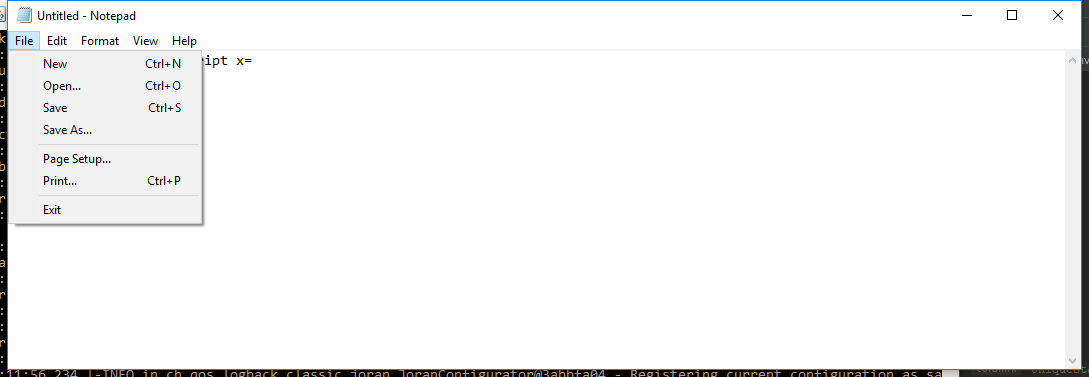 Untitled - Notepad
File Edit Format View Help
New Ctrl+N
Open... Ctrl+O
Save Ctrl+S
Save As...
Page Setup...
Print... Ctrl+P
Exit
ipt x=
:11:56,234 |-INFO in ch.qos.logback.classic.joran.JoranConfigurator@3abbfa04 - Registering current configuration as sa